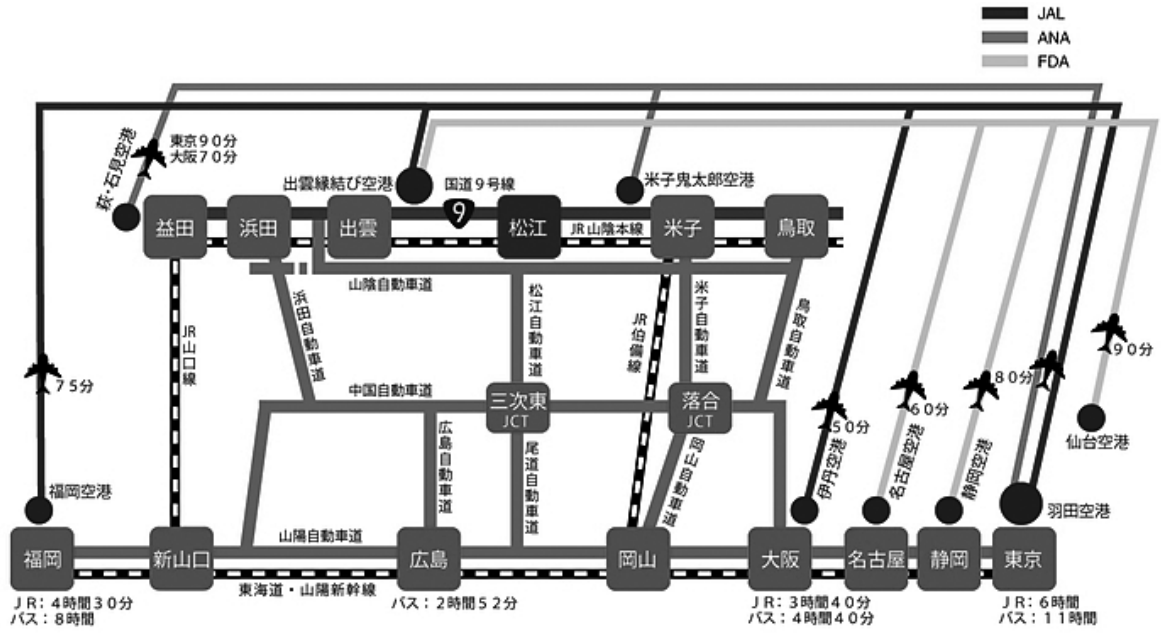 JAL
ANA
FDA
萩・石見空港
東京90分
大阪70分
出雲縁結び空港
国道9号線
9
米子鬼太郎空港
益田
浜田
出雲
松江
JR山陰本線
米子
鳥取
山陰自動車道
浜田自動車道
松江自動車道
米子自動車道
鳥取自動車道
JR山口線
JR伯備線
75分
中国自動車道
三次東
JCT
落合
JCT
広島自動車道
尾道自動車道
岡山自動車道
50分
60分
80分
90分
伊丹空港
名古屋空港
静岡空港
仙台空港
羽田空港
福岡空港
山陽自動車道
福岡
新山口
広島
岡山
大阪
名古屋
静岡
東京
東海道・山陽新幹線
JR:4時間30分
バス:8時間
バス:2時間52分
JR:3時間40分
バス:4時間40分
JR:6時間
バス:11時間